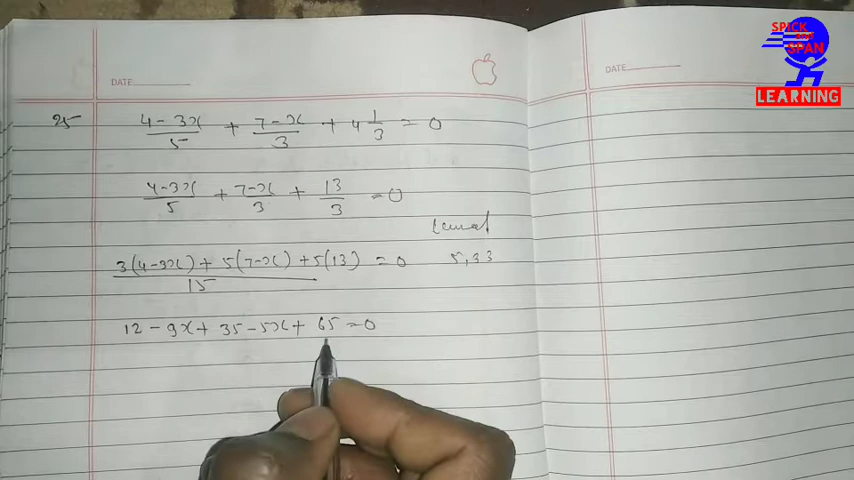 SPICK
and
SPAN
LEARNING
DATE
DATE
25 (4-3x)/5 + (7-x)/3 + 4 1/3 = 0
(4-3x)/5 + (7-x)/3 + 13/3 = 0
(3(4-3x) + 5(7-x) + 5(13))/15 = 0
5,3 3
12 - 9x + 35 - 5x + 65 = 0